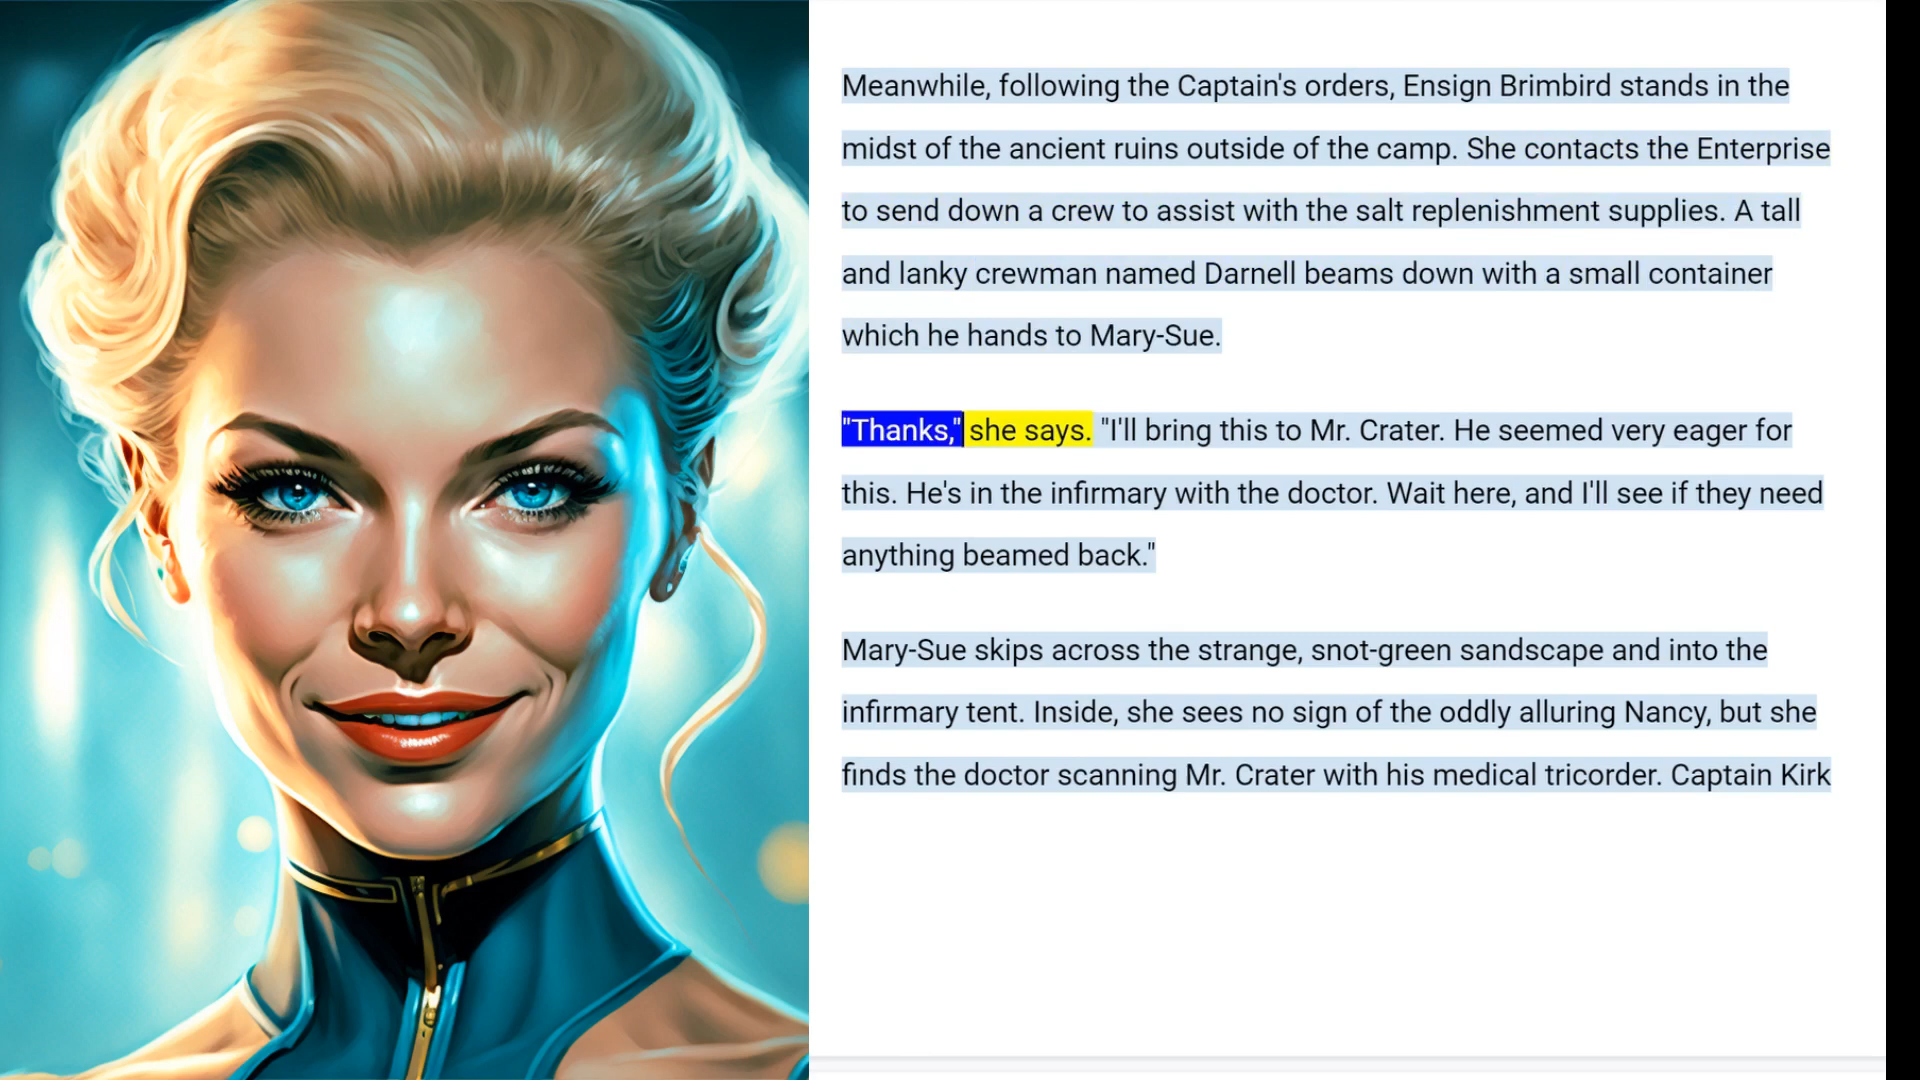 Meanwhile, following the Captain's orders, Ensign Brimbird stands in the
midst of the ancient ruins outside of the camp. She contacts the Enterprise
to send down a crew to assist with the salt replenishment supplies. A tall
and lanky crewman named Darnell beams down with a small container
which he hands to Mary-Sue.
"Thanks," she says. "I'll bring this to Mr. Crater. He seemed very eager for
this. He's in the infirmary with the doctor. Wait here, and I'll see if they need
anything beamed back."
Mary-Sue skips across the strange, snot-green sandscape and into the
infirmary tent. Inside, she sees no sign of the oddly alluring Nancy, but she
finds the doctor scanning Mr. Crater with his medical tricorder. Captain Kirk